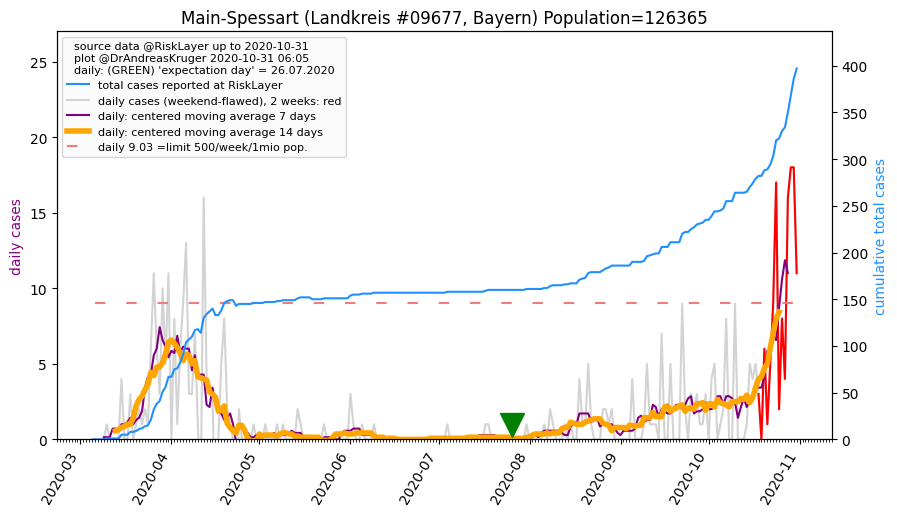 Main-Spessart (Landkreis #09677, Bayern) Population=126365
source data @RiskLayer up to 2020-10-31
plot @DrAndreasKruger 2020-10-31 06:05
daily: (GREEN) 'expectation day' = 26.07.2020
total cases reported at RiskLayer
daily cases (weekend-flawed), 2 weeks: red
daily: centered moving average 7 days
daily: centered moving average 14 days
daily 9.03 =limit 500/week/1mio pop.
daily cases
25
20
15
10
5
0
cumulative total cases
400
350
300
250
200
150
100
50
0
2020-03
2020-04
2020-05
2020-06
2020-07
2020-08
2020-09
2020-10
2020-11